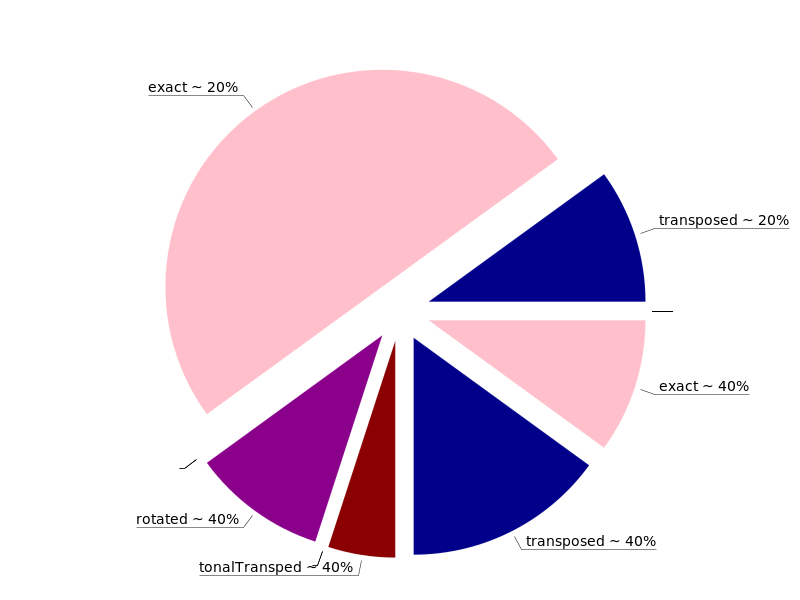 exact ~ 20%
transposed ~ 20%
exact ~ 40%
rotated ~ 40%
transposed ~ 40%
tonalTransped ~ 40%